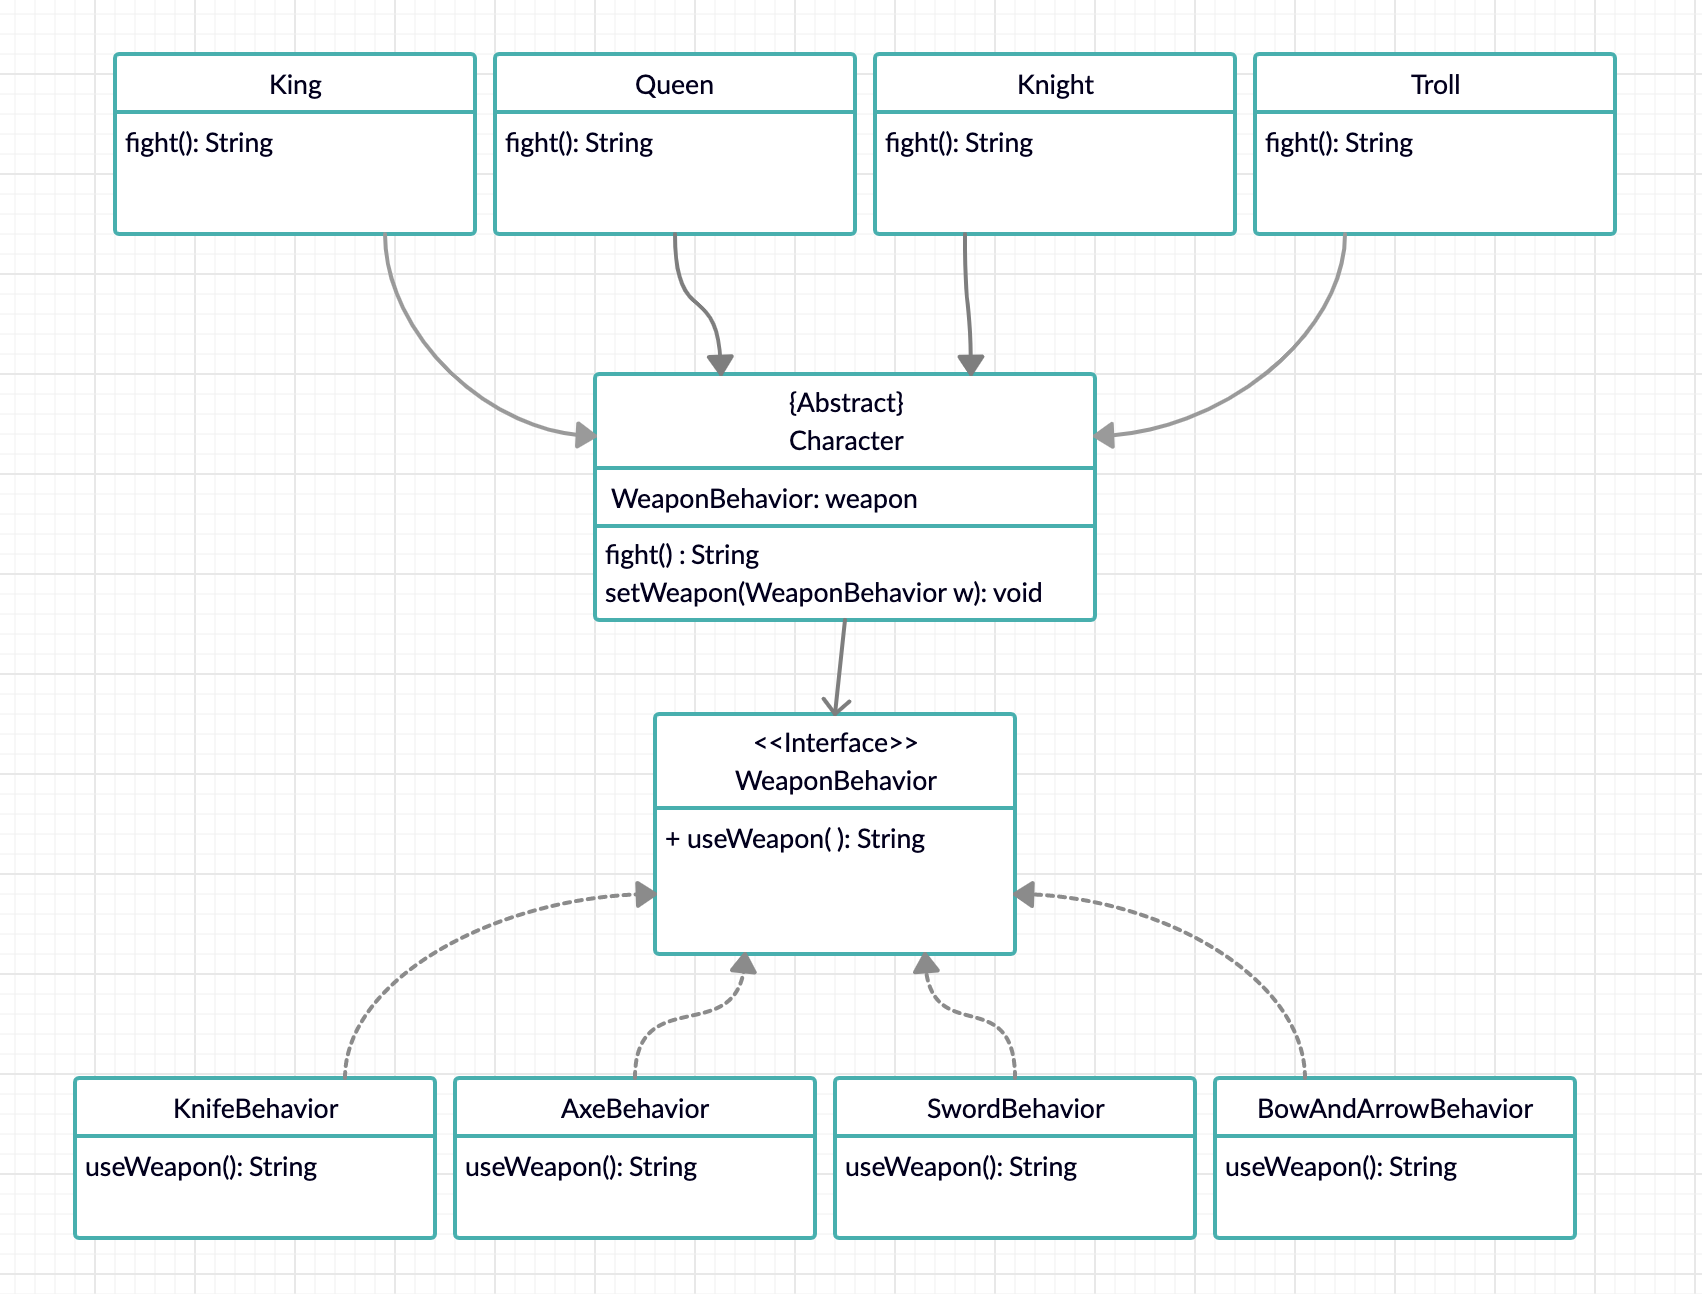 King
fight(): String
Queen
fight(): String
Knight
fight(): String
Troll
fight(): String
{Abstract}
Character
WeaponBehavior: weapon
fight() : String
setWeapon(WeaponBehavior w): void
<<Interface>>
WeaponBehavior
+ useWeapon( ): String
KnifeBehavior
useWeapon(): String
AxeBehavior
useWeapon(): String
SwordBehavior
useWeapon(): String
BowAndArrowBehavior
useWeapon(): String